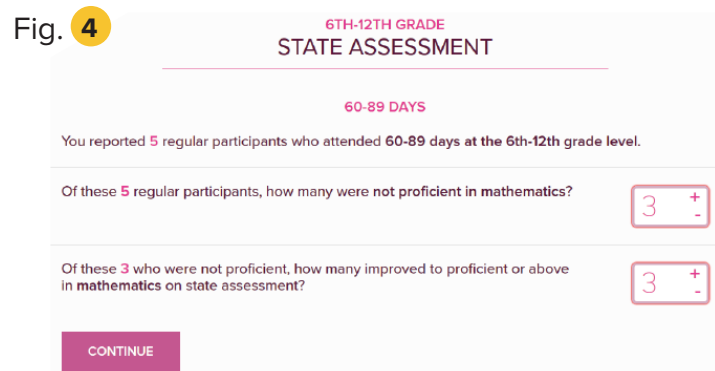 Fig. 4
6TH-12TH GRADE
STATE ASSESSMENT
60-89 DAYS
You reported 5 regular participants who attended 60-89 days at the 6th-12th grade level.
Of these 5 regular participants, how many were not proficient in mathematics?
3 + -
Of these 3 who were not proficient, how many improved to proficient or above
in mathematics on state assessment?
3 + -
CONTINUE